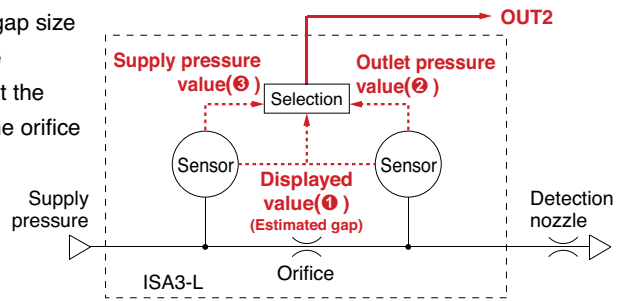 gap size
e
t the
ne orifice
OUT2
Supply pressure
value(❸)
Outlet pressure
value(❷)
Selection
Sensor
Sensor
Displayed
value(❶)
(Estimated gap)
Supply
pressure
Detection
nozzle
Orifice
ISA3-L